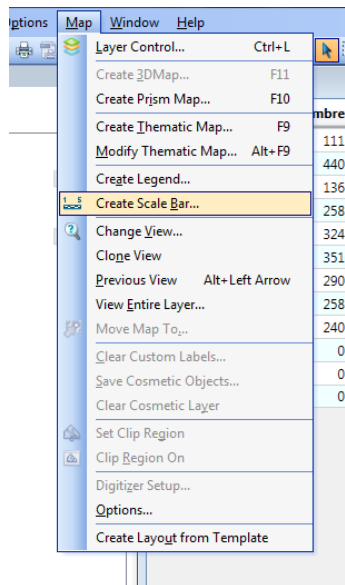 ptions Map Window Help
Layer Control... Ctrl+L
Create 3DMap... F11
Create Prism Map... F10
mbre
Create Thematic Map... F9
111
Modify Thematic Map... Alt+F9
440
Create Legend...
136
1 5 Create Scale Bar...
258
Change View...
324
Clone View
351
Previous View Alt+Left Arrow
290
View Entire Layer...
258
Move Map To...
240
Clear Custom Labels...
0
Save Cosmetic Objects...
0
Clear Cosmetic Layer
0
Set Clip Region
Clip Region On
Digitizer Setup...
Options...
Create Layout from Template